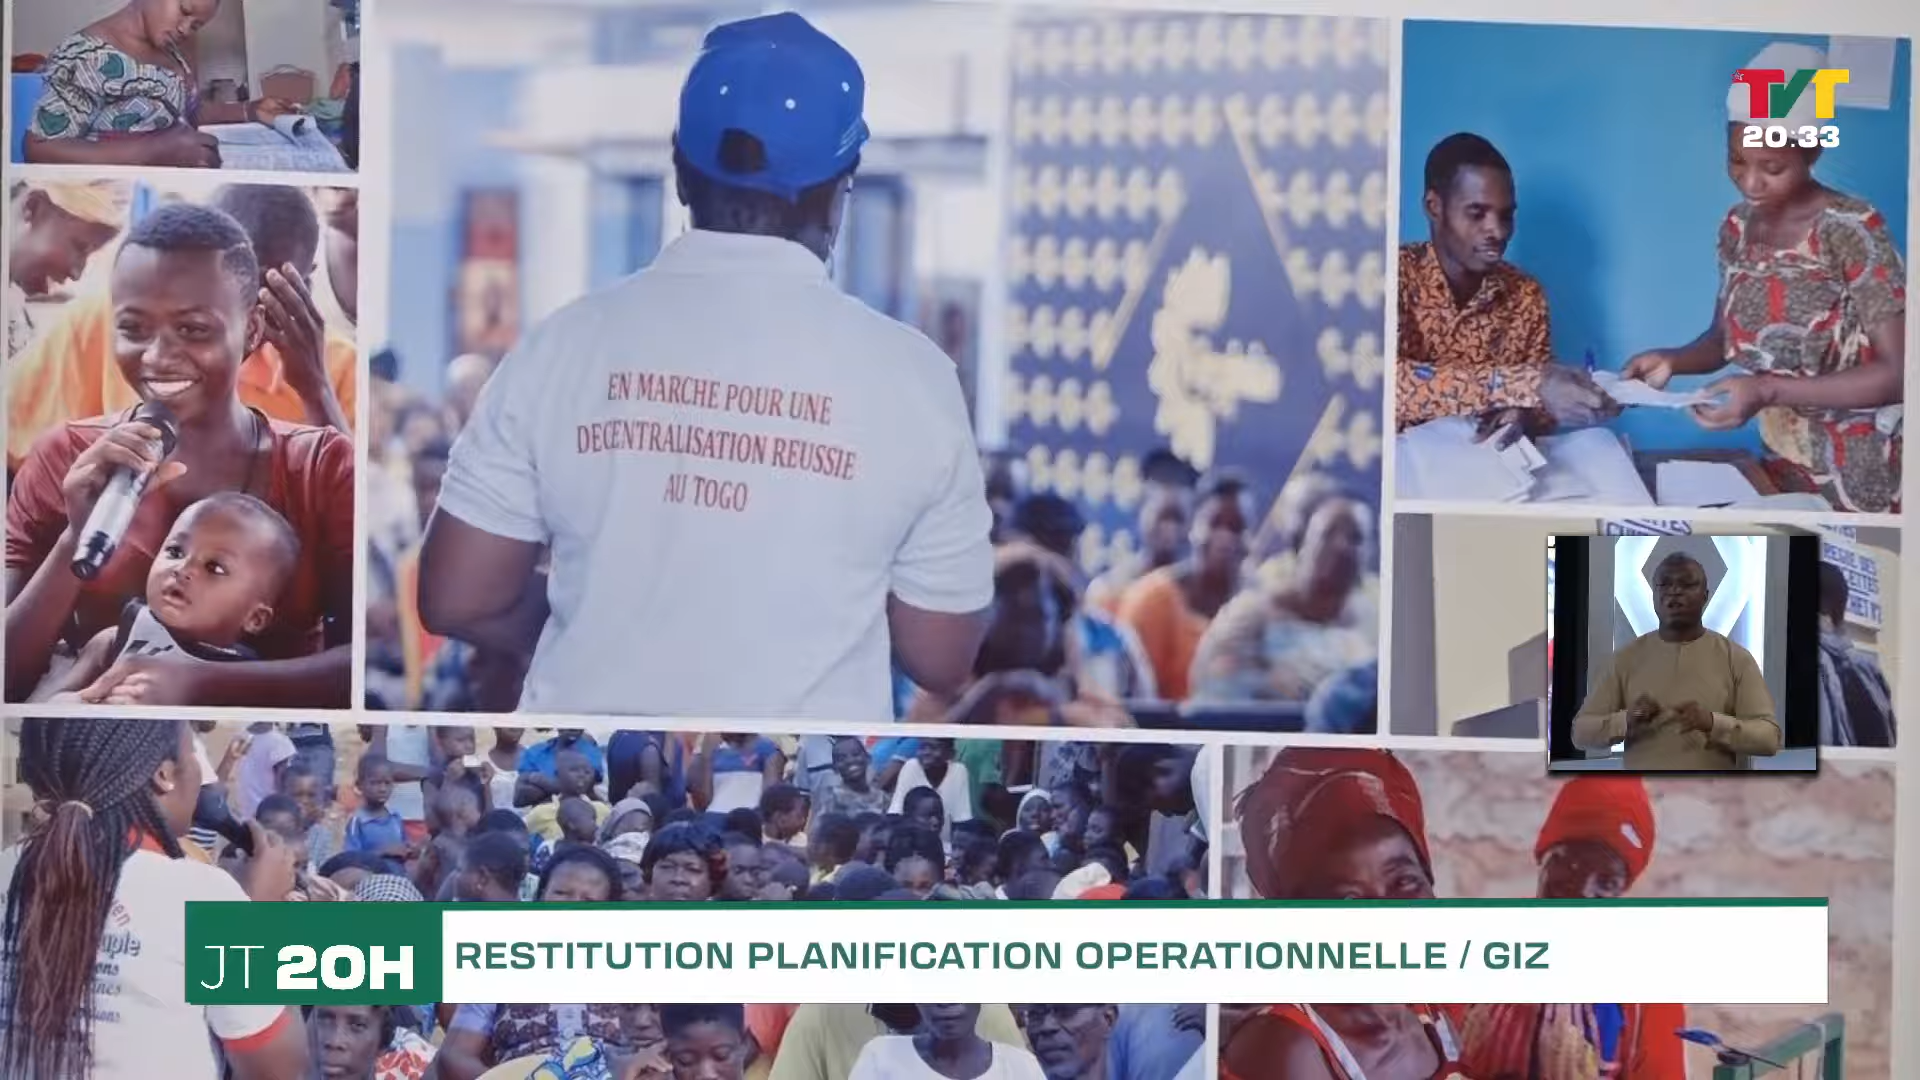 TVT
20:33
EN MARCHE POUR UNE
DECENTRALISATION REUSSIE
AU TOGO
JT 20H
RESTITUTION PLANIFICATION OPERATIONNELLE / GIZ